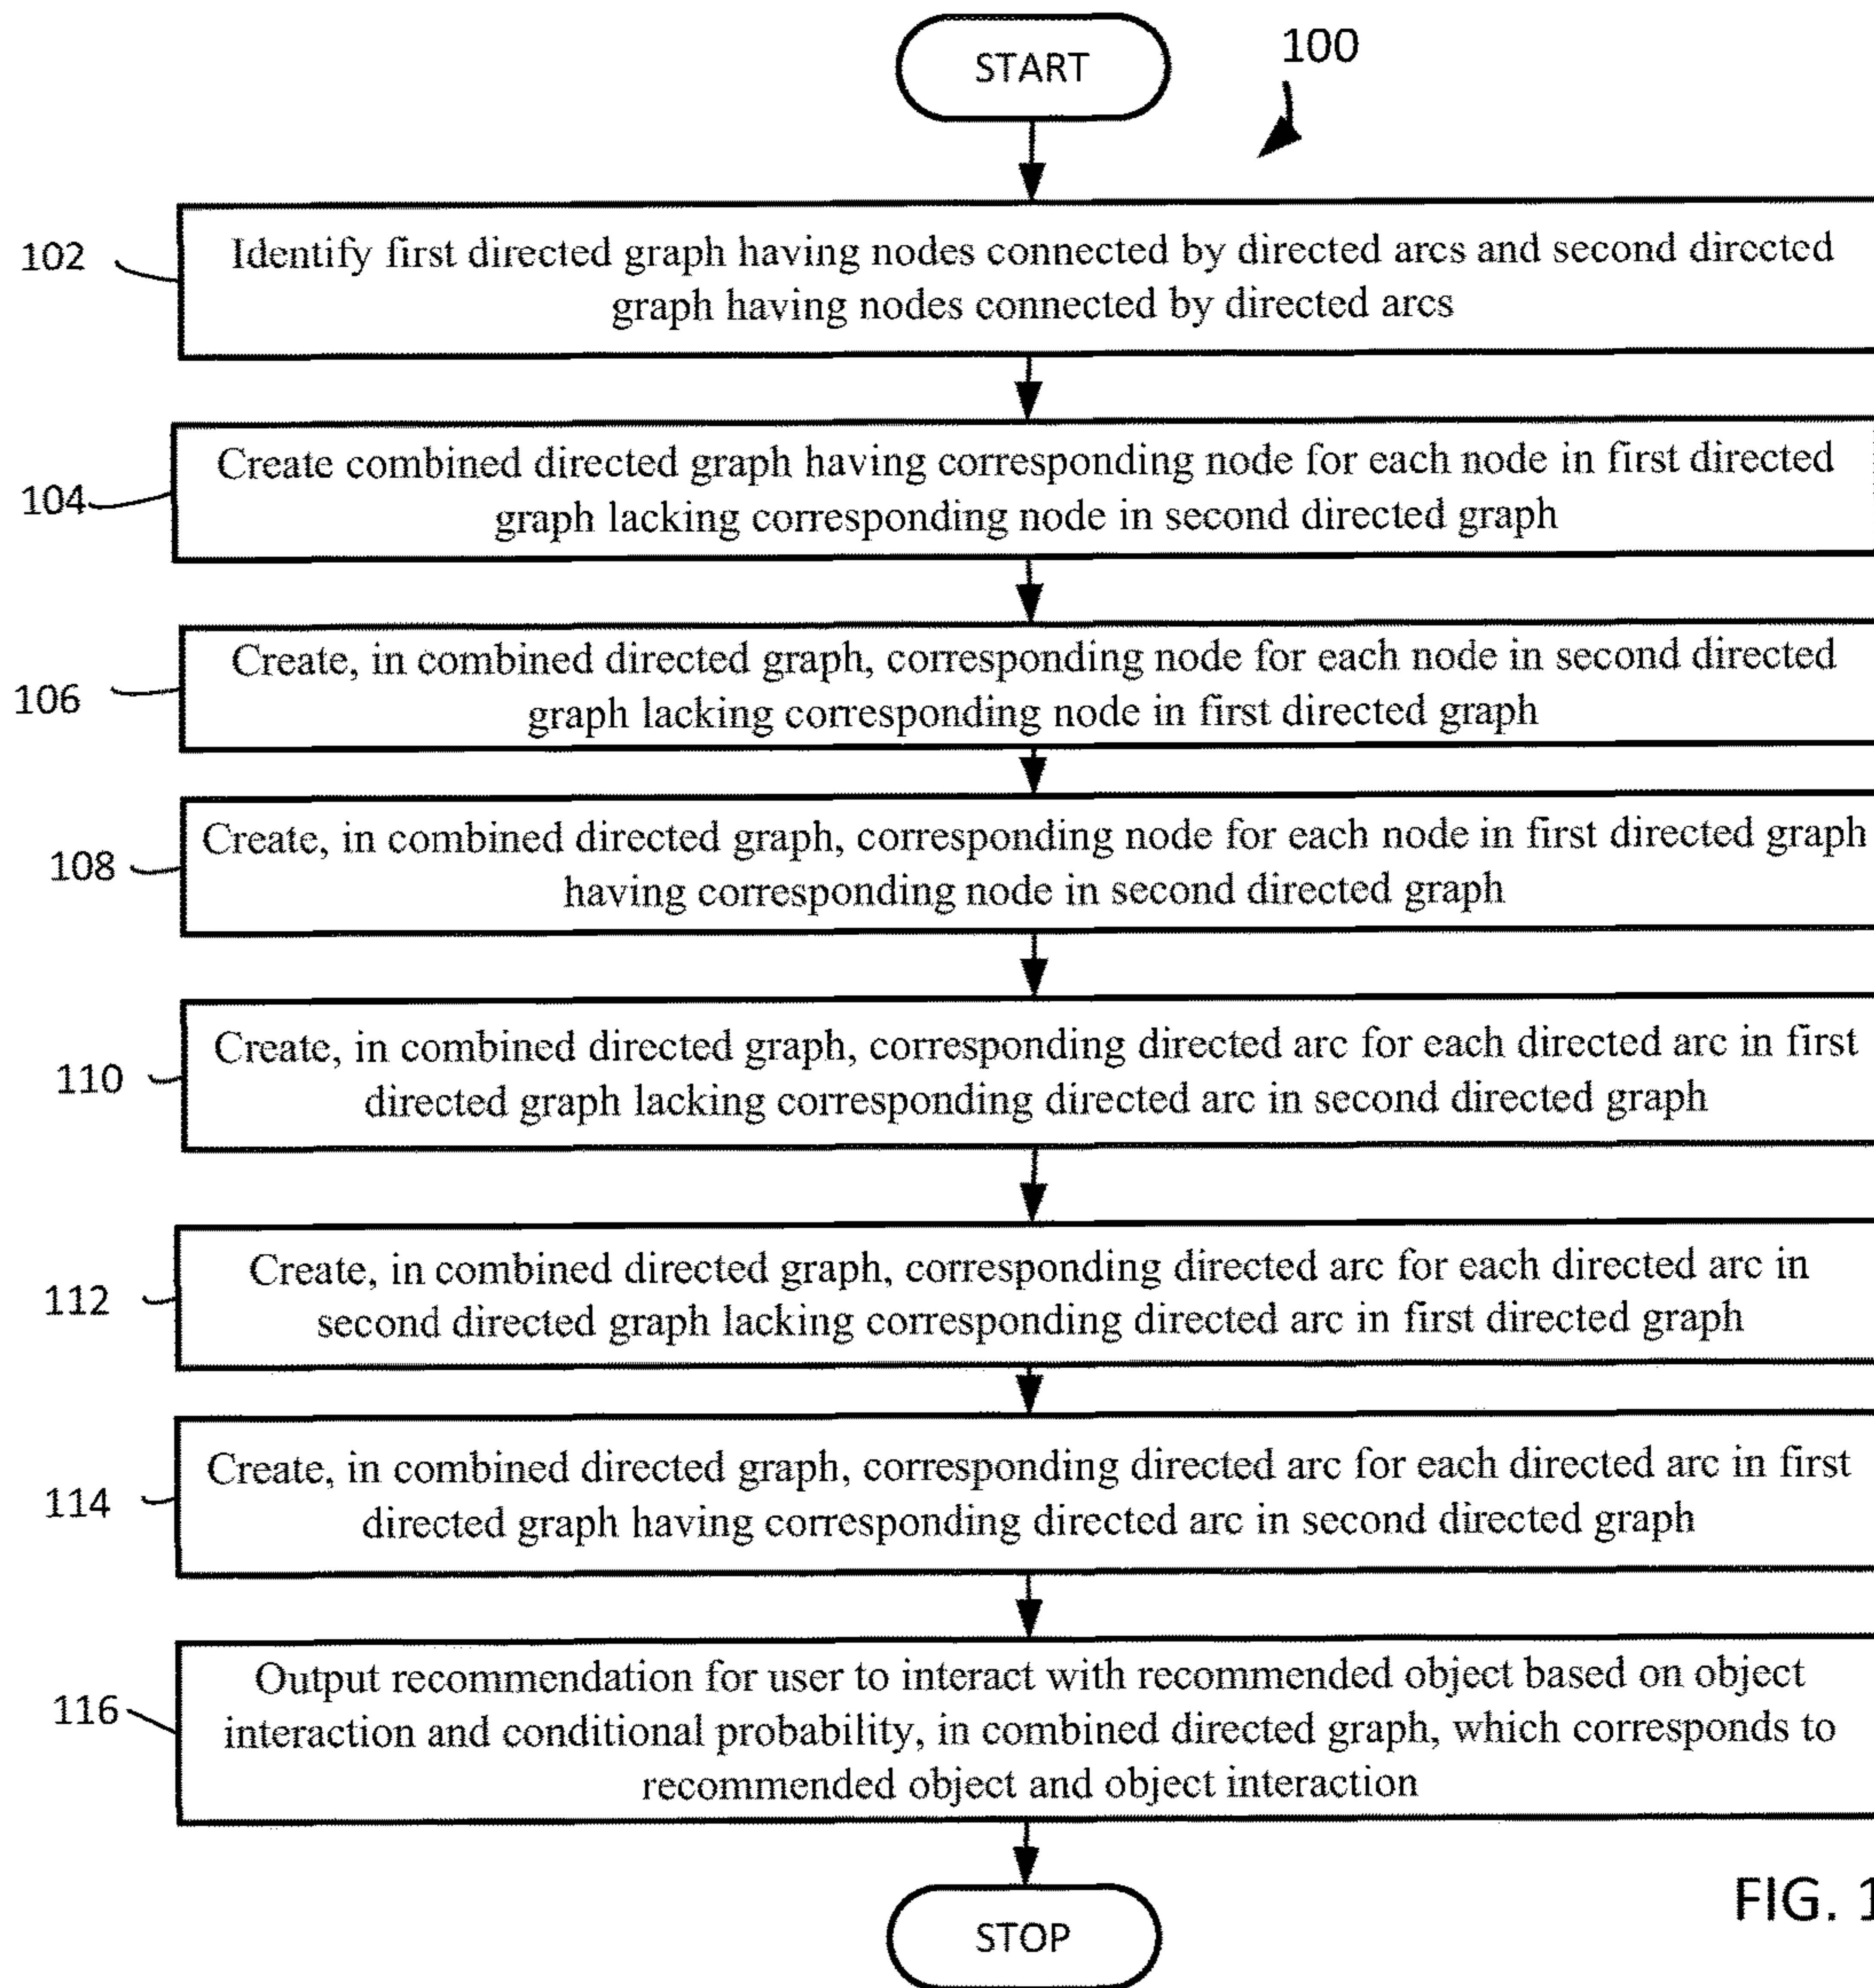 START
100
102
Identify first directed graph having nodes connected by directed arcs and second directed
graph having nodes connected by directed arcs
104
Create combined directed graph having corresponding node for each node in first directed
graph lacking corresponding node in second directed graph
106
Create, in combined directed graph, corresponding node for each node in second directed
graph lacking corresponding node in first directed graph
108
Create, in combined directed graph, corresponding node for each node in first directed graph
having corresponding node in second directed graph
110
Create, in combined directed graph, corresponding directed arc for each directed arc in first
directed graph lacking corresponding directed arc in second directed graph
112
Create, in combined directed graph, corresponding directed arc for each directed arc in
second directed graph lacking corresponding directed arc in first directed graph
114
Create, in combined directed graph, corresponding directed arc for each directed arc in first
directed graph having corresponding directed arc in second directed graph
116
Output recommendation for user to interact with recommended object based on object
interaction and conditional probability, in combined directed graph, which corresponds to
recommended object and object interaction
STOP
FIG. 1